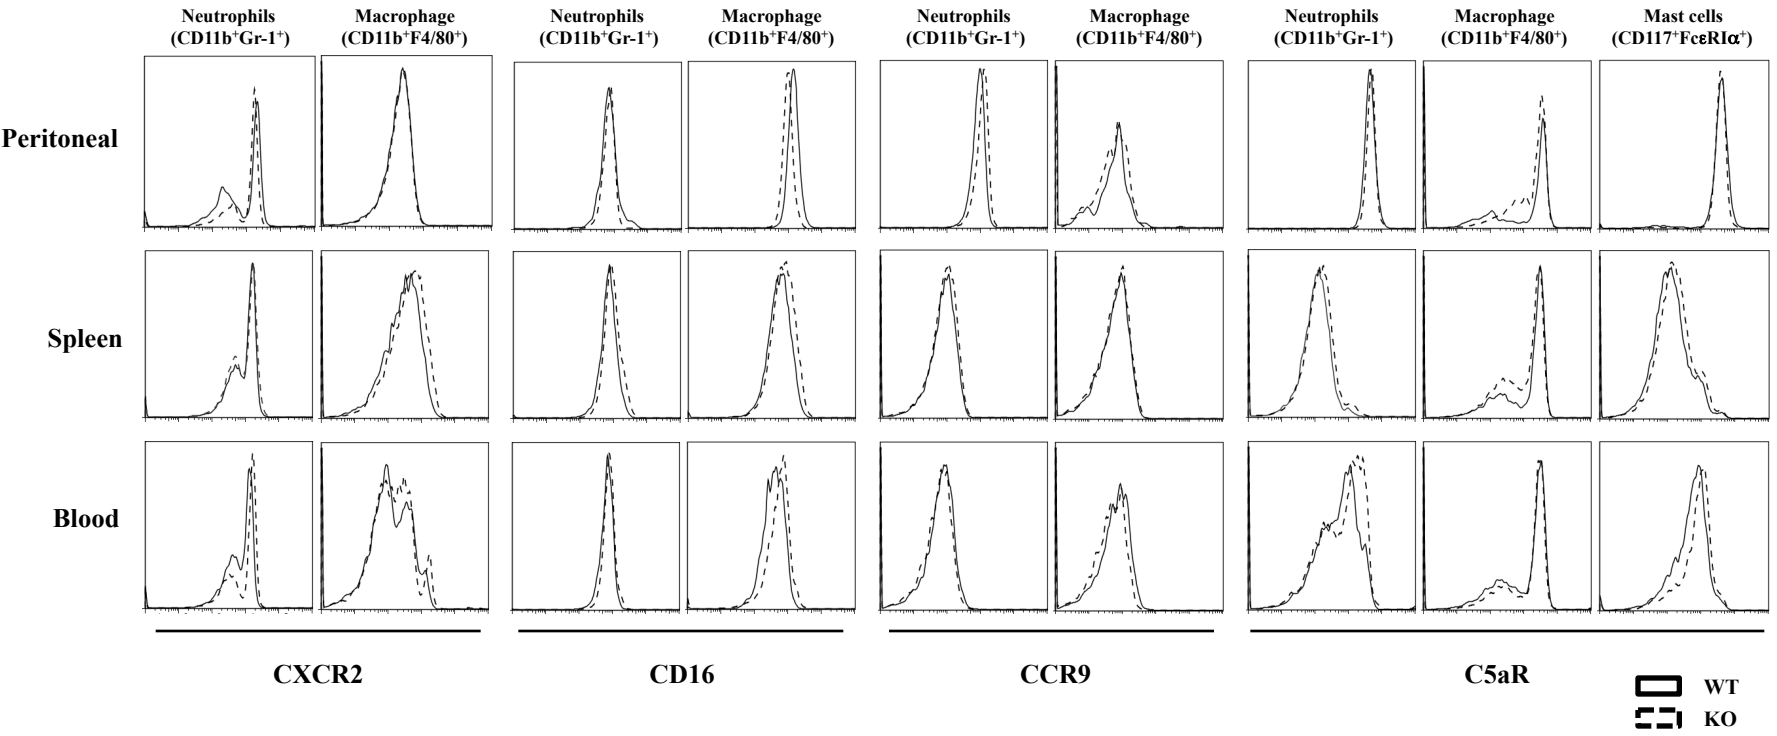 Neutrophils
(CD11b+Gr-1+)
Macrophage
(CD11b+F4/80+)
Neutrophils
(CD11b+Gr-1+)
Macrophage
(CD11b+F4/80+)
Neutrophils
(CD11b+Gr-1+)
Macrophage
(CD11b+F4/80+)
Neutrophils
(CD11b+Gr-1+)
Macrophage
(CD11b+F4/80+)
Mast cells
(CD117+FcεRIα+)
Peritoneal
Spleen
Blood
CXCR2
CD16
CCR9
C5aR
WT
KO